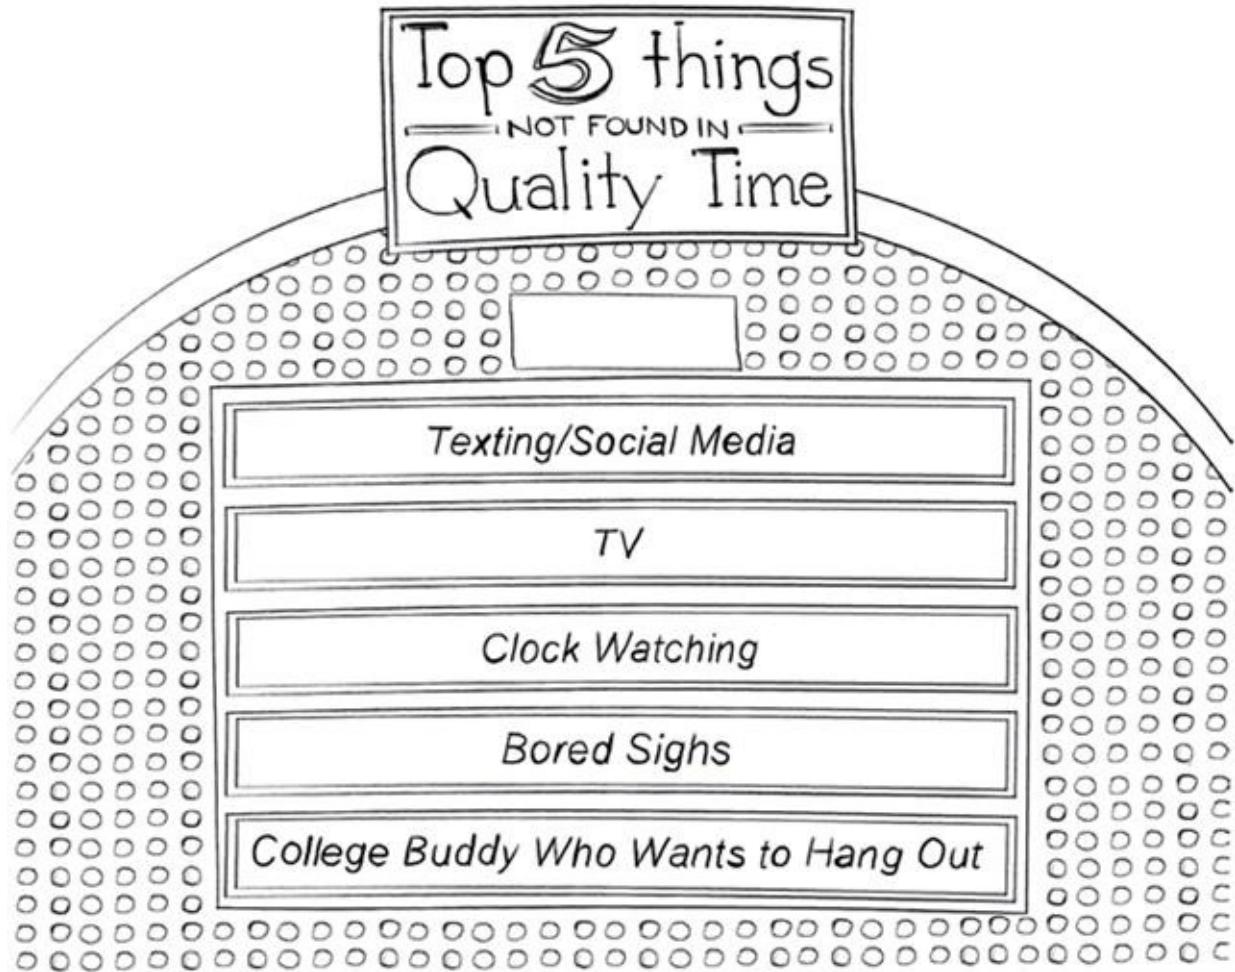 Top 5 things
NOT FOUND IN
Quality Time
Texting/Social Media
TV
Clock Watching
Bored Sighs
College Buddy Who Wants to Hang Out